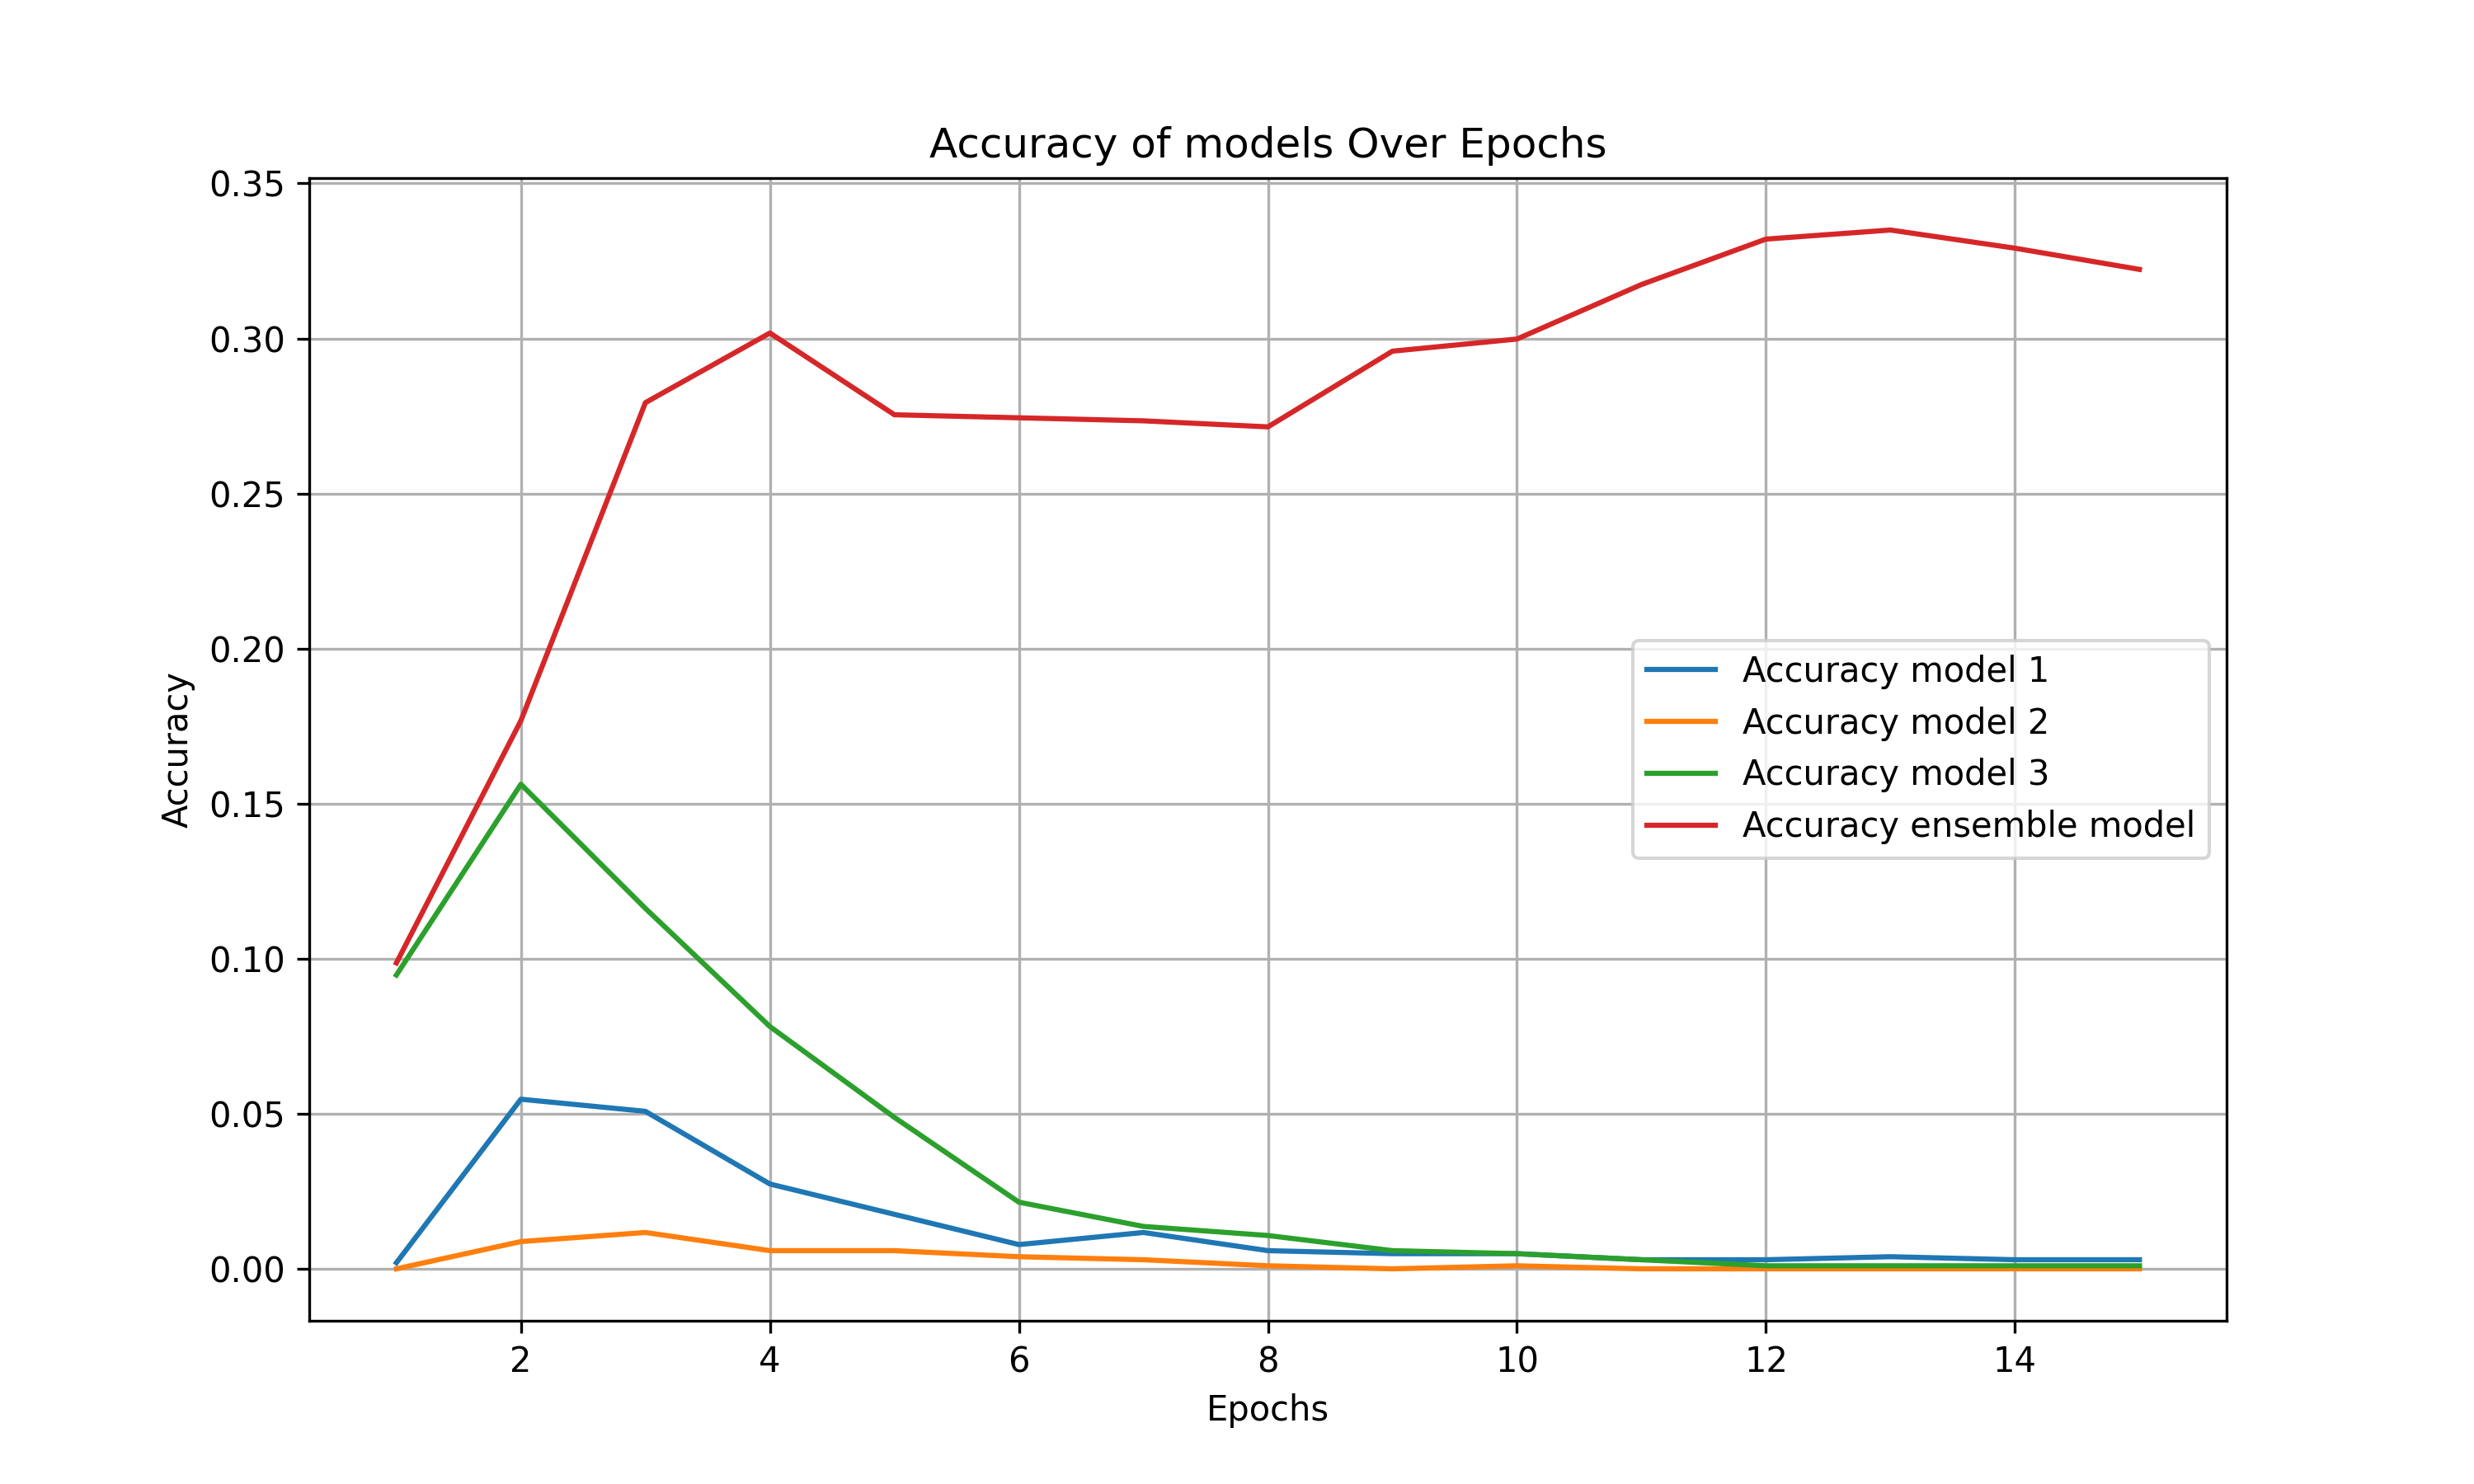 Accuracy of models Over Epochs
0.35
0.30
0.25
0.20
0.15
0.10
0.05
0.00
Accuracy
Accuracy model 1
Accuracy model 2
Accuracy model 3
Accuracy ensemble model
2 4 6 8 10 12 14
Epochs